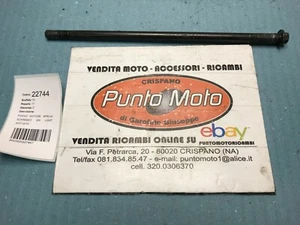 VENDITA MOTO - ACCESSORI - RICAMBI
CRISPANO
Punto Moto
di Garofalo Giuseppe
VENDITA RICAMBI ONLINE SU
ebay
PUNTOMOTORICAMBI
Via F. Petrarca, 20 - 80020 CRISPANO (NA)
Tel/fax 081.834.85.47 - e-mail: puntomoto1@alice.it
cell. 320.0306370
22744